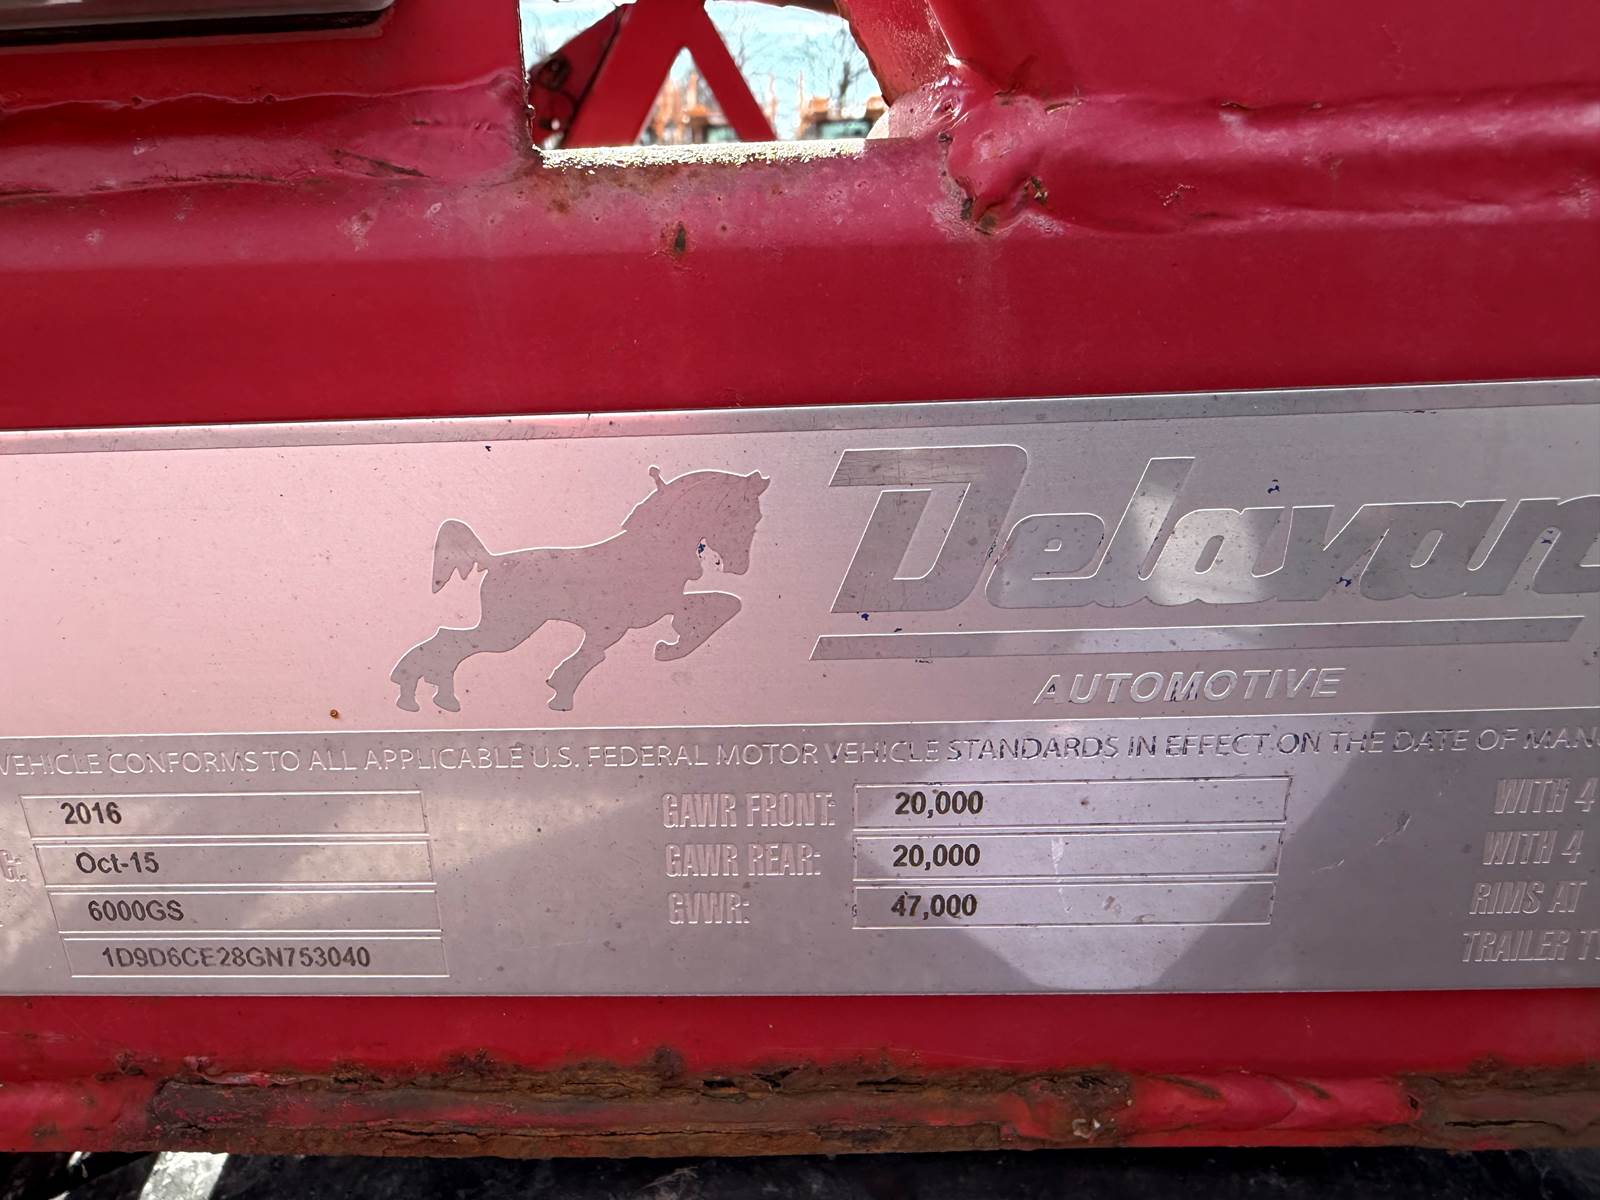 Delavan
AUTOMOTIVE
VEHICLE CONFORMS TO ALL APPLICABLE U.S. FEDERAL MOTOR VEHICLE STANDARDS IN EFFECT ON THE DATE OF MANU
2016 GAWR FRONT: 20,000 WITH 4
G: Oct-15 GAWR REAR: 20,000 WITH 4
6000GS GVWR: 47,000 RIMS AT
1D9D6CE28GN753040 TRAILER